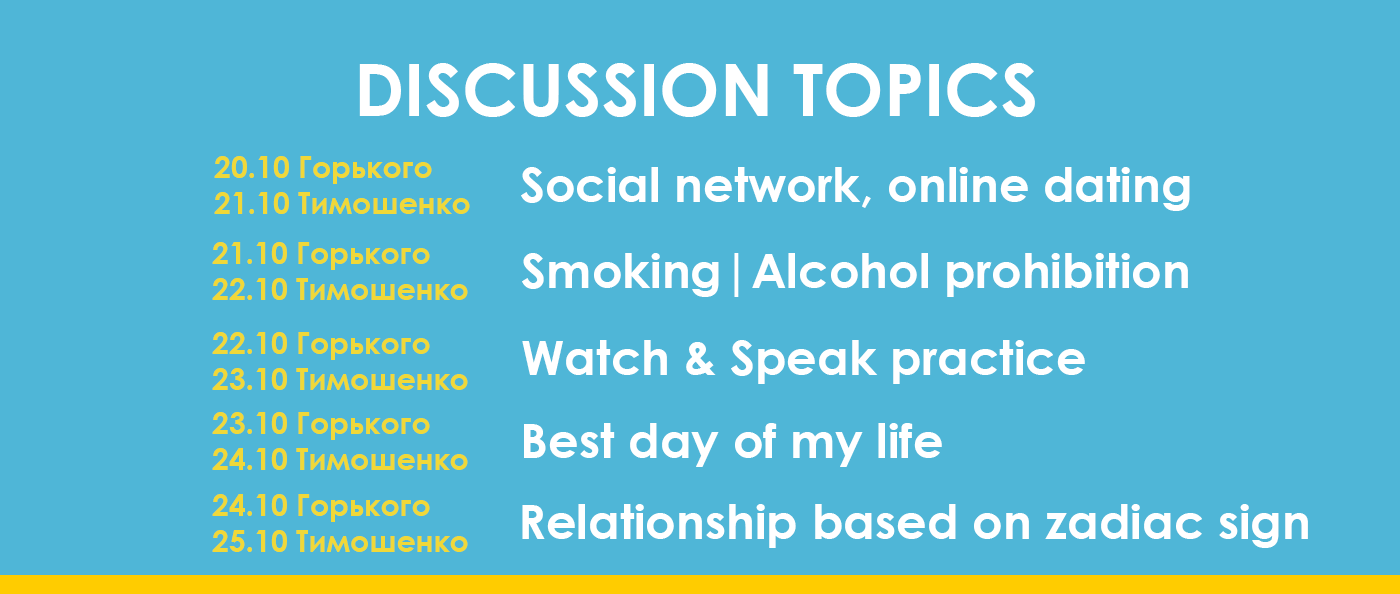 DISCUSSION TOPICS
20.10 Горького
21.10 Тимошенко
Social network, online dating
21.10 Горького
22.10 Тимошенко
Smoking|Alcohol prohibition
22.10 Горького
23.10 Тимошенко
Watch & Speak practice
23.10 Горького
24.10 Тимошенко
Best day of my life
24.10 Горького
25.10 Тимошенко
Relationship based on zadiac sign